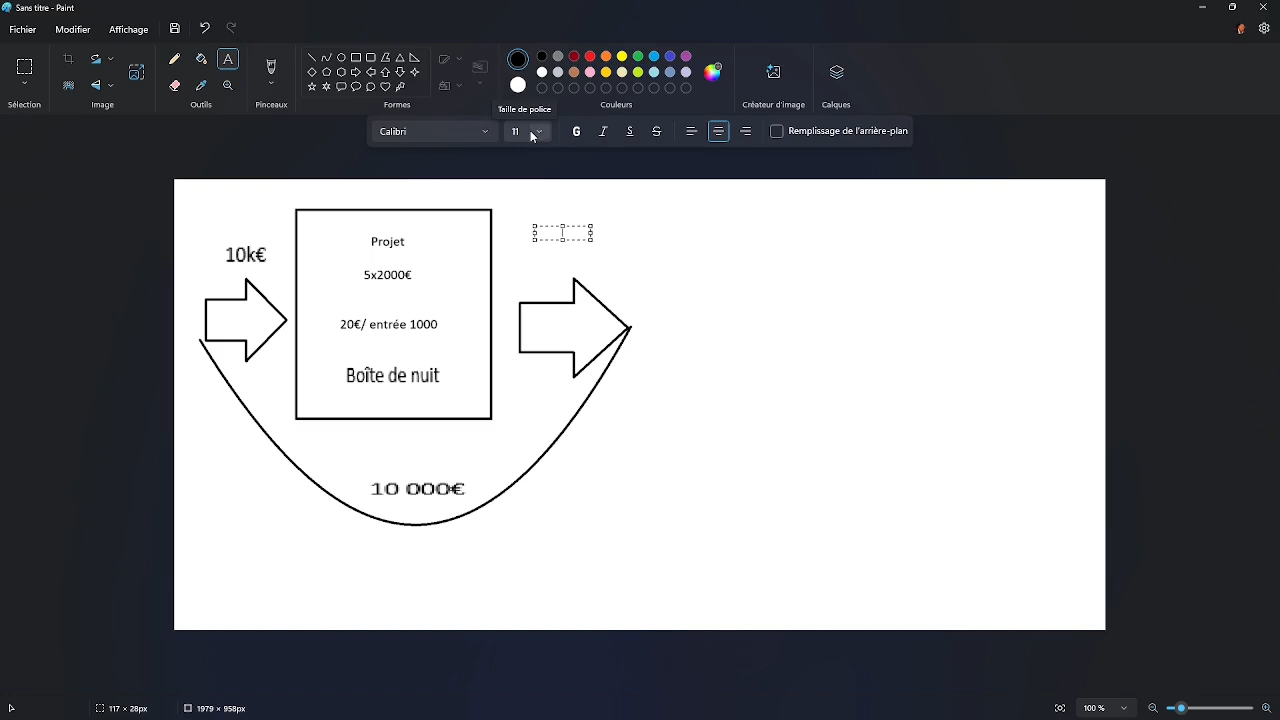 Sans titre - Paint
Fichier Modifier Affichage
Sélection Image Outils Pinceaux Formes Couleurs Créateur d'image Calques
Taille de police
Calibri 11 G I S S Remplissage de l'arrière-plan
10k€
Projet
5x2000€
20€/ entrée 1000
Boîte de nuit
10 000€
117 × 28px 1979 × 958px 100 %